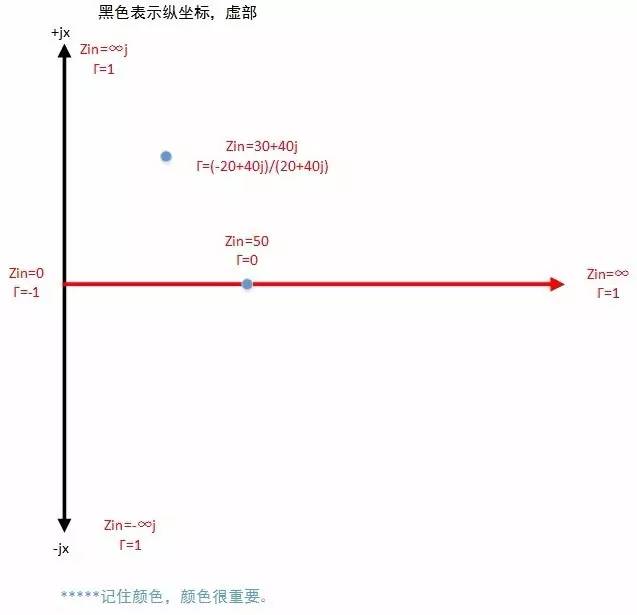 黑色表示纵坐标，虚部
+jx
Zin=∞j
Γ=1
Zin=30+40j
Γ=(-20+40j)/(20+40j)
Zin=50
Γ=0
Zin=0
Γ=-1
Zin=∞
Γ=1
Zin=-∞j
Γ=1
-jx
*****记住颜色，颜色很重要。